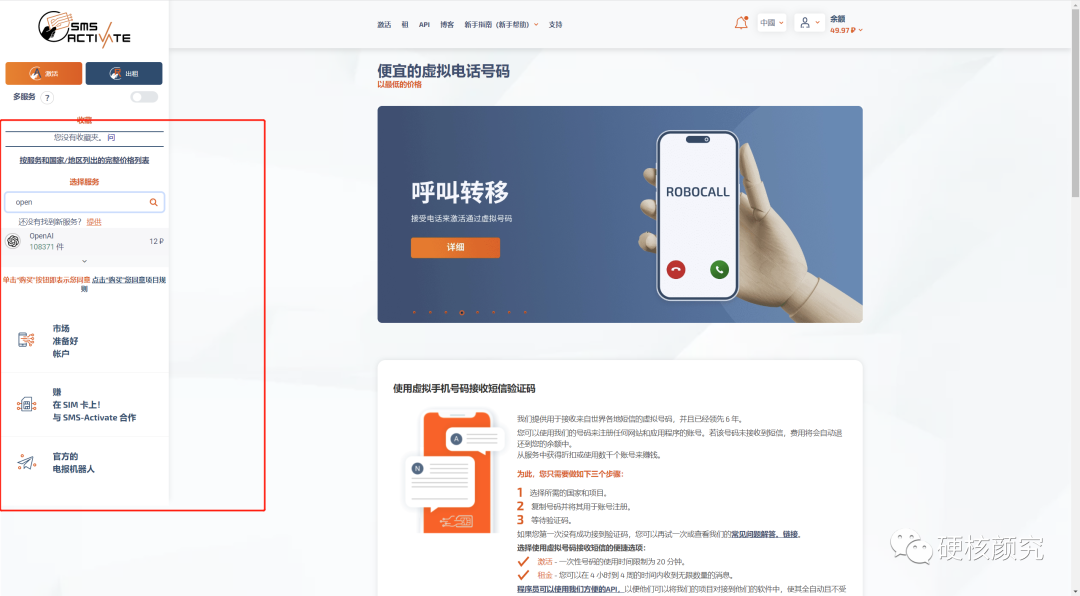 SMS
ACTIVATE
激活
租
API
博客
新手指南（新手帮助）
支持
中國
余额
49.97 ₽
激活
出租
多服务 ?
收藏
您没有收藏夹。 问
按服务和国家/地区列出的完整价格列表
选择服务
open
还没有找到新服务? 提供
OpenAI
108371 件
12 ₽
单击“购买”按钮即表示您同意 点击“购买”您同意项目规
则
市场
准备好
帐户
赚
在 SIM 卡上!
与 SMS-Activate 合作
官方的
电报机器人
便宜的虚拟电话号码
以最低的价格
呼叫转移
接受电话来激活通过虚拟号码
详细
ROBOCALL
使用虚拟手机号码接收短信验证码
A
N
我们提供用于接收来自世界各地短信的虚拟号码，并且已经领先 6 年。
您可以使用我们的号码来注册任何网站和应用程序的账号。若该号码未接收到短信，费用将会自动退
还到您的余额中。
从服务中获得折扣或使用数千个账号来赚钱。
为此，您只需要做如下三个步骤：
1 选择所需的国家和项目。
2 复制号码并将其用于账号注册。
3 等待验证码。
如果您第一次没有成功接到验证码，您可以再试一次或查看我们的常见问题解答、链接。
选择使用虚拟号码接收短信的便捷选项：
激活 - 一次性号码的使用时间限制为 20 分钟。
租金 - 您可以在 4 小时到 4 周的时间内收到无限数量的消息。
程序员可以使用我们方便的API，以便他们可以将我们的项目对接到他们的软件中，使其全自动且不受
硬核颜究